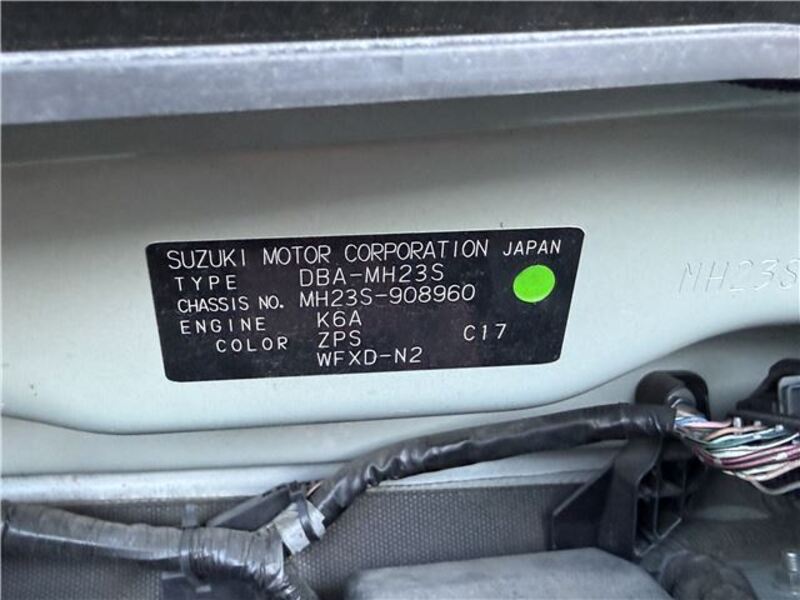 SUZUKI MOTOR CORPORATION JAPAN
TYPE DBA-MH23S
CHASSIS NO. MH23S-908960
ENGINE K6A
COLOR ZPS C17
WFXD-N2
MH23S